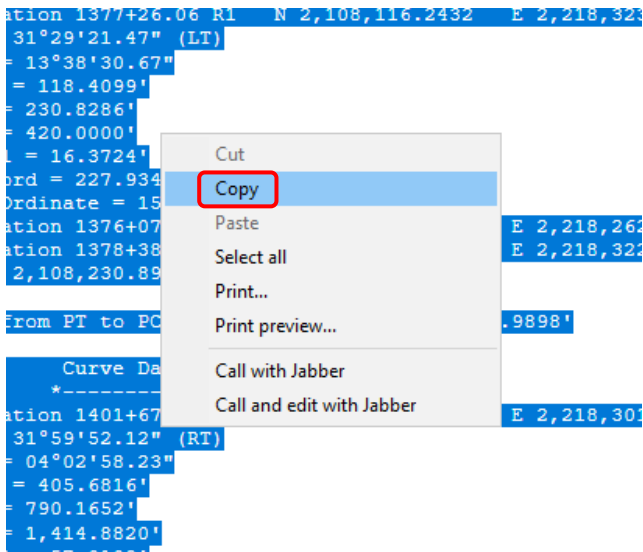 ation 1377+26.06 R1 N 2,108,116.2432 E 2,218,323
31°29'21.47" (LT)
= 13°38'30.67"
= 118.4099'
= 230.8286'
= 420.0000'
l = 16.3724'
ord = 227.934
Ordinate = 15
ation 1376+07 E 2,218,262
ation 1378+38 E 2,218,322
2,108,230.89
from PT to PC .9898'
Curve Da
*--------
ation 1401+67 E 2,218,301
31°59'52.12" (RT)
= 04°02'58.23"
= 405.6816'
= 790.1652'
= 1,414.8820'
Cut
Copy
Paste
Select all
Print...
Print preview...
Call with Jabber
Call and edit with Jabber